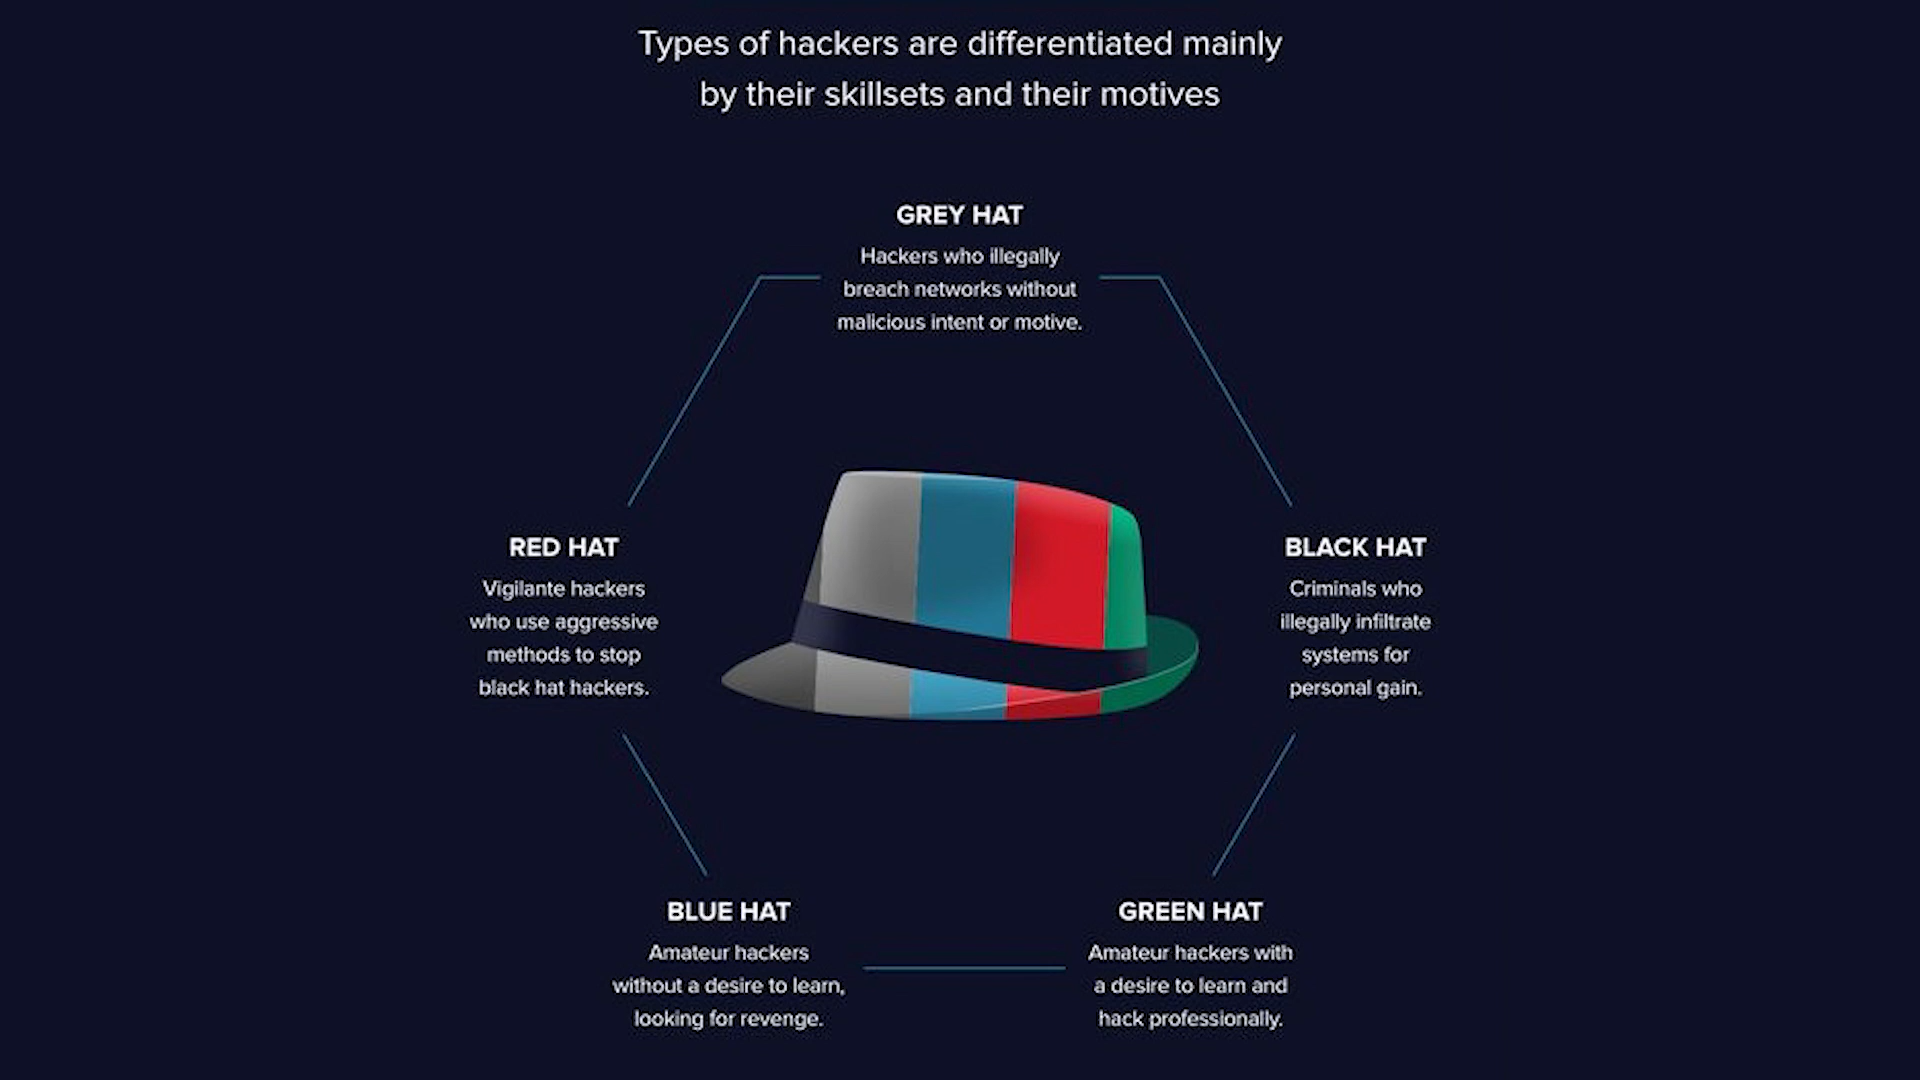 Types of hackers are differentiated mainly
by their skillsets and their motives
GREY HAT
Hackers who illegally
breach networks without
malicious intent or motive.
RED HAT
Vigilante hackers
who use aggressive
methods to stop
black hat hackers.
BLACK HAT
Criminals who
illegally infiltrate
systems for
personal gain.
BLUE HAT
Amateur hackers
without a desire to learn,
looking for revenge.
GREEN HAT
Amateur hackers with
a desire to learn and
hack professionally.